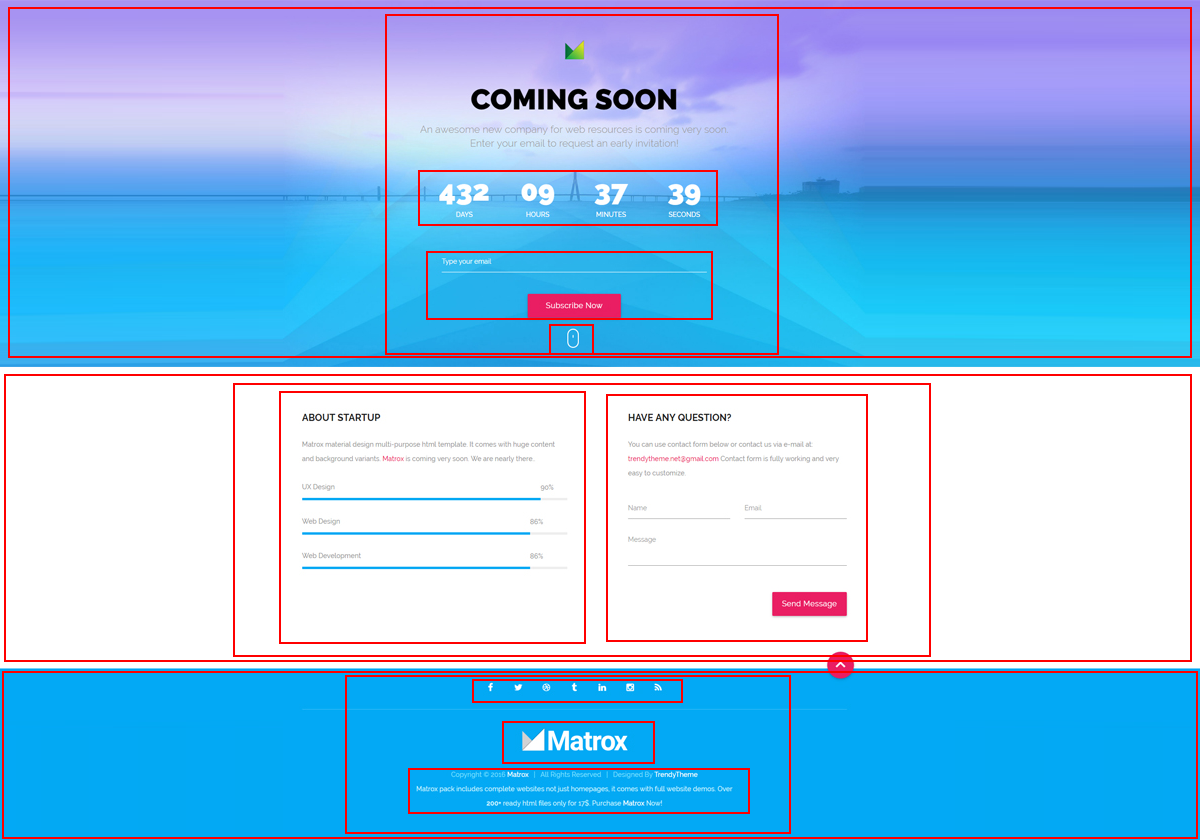 COMING SOON
An awesome new company for web resources is coming very soon.
Enter your email to request an early invitation!
432 09 37 39
DAYS HOURS MINUTES SECONDS
Type your email
Subscribe Now
ABOUT STARTUP
Matrox material design multi-purpose html template. It comes with huge content
and background variants. Matrox is coming very soon. We are nearly there..
UX Design 90%
Web Design 86%
Web Development 86%
HAVE ANY QUESTION?
You can use contact form below or contact us via e-mail at:
trendytheme.net@gmail.com Contact form is fully working and very
easy to customize.
Name Email
Message
Send Message
Matrox
Copyright © 2016 Matrox | All Rights Reserved | Designed By TrendyTheme
Matrox pack includes complete websites not just homepages, it comes with full website demos. Over
200+ ready html files only for 17$. Purchase Matrox Now!